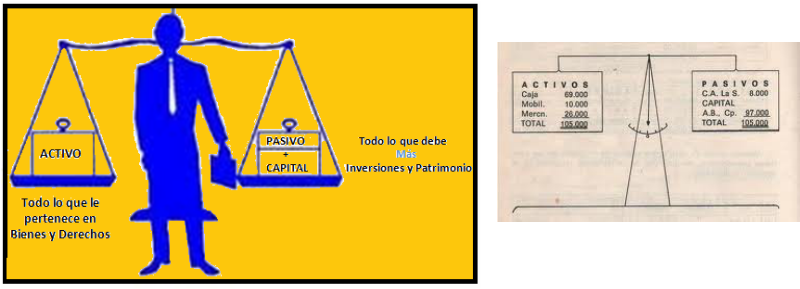 ACTIVO
PASIVO
+
CAPITAL
Todo lo que debe
Más
Inversiones y Patrimonio
Todo lo que le
pertenece en
Bienes y Derechos
A C T I V O S
Caja 69.000
Mobil. 10.000
Mercn. 26.000
TOTAL 105.000
P A S I V O S
C.A. La S. 8.000
CAPITAL
A.B., Cp. 97.000
TOTAL 105.000